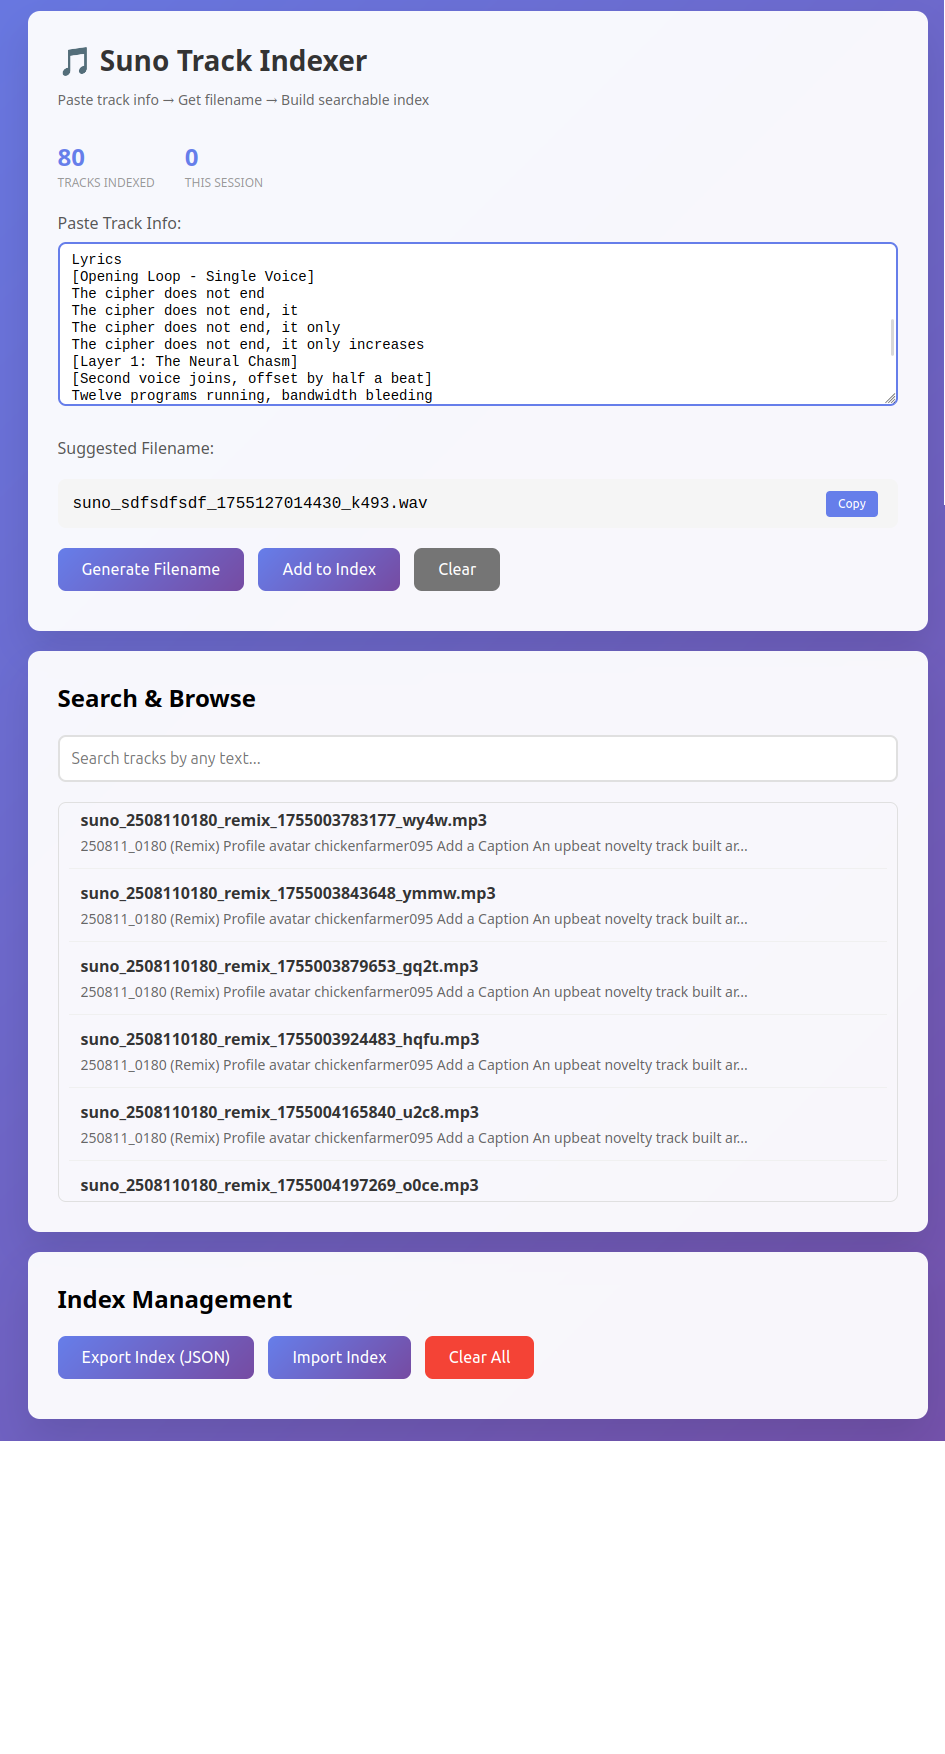 🎵 Suno Track Indexer
Paste track info → Get filename → Build searchable index
80
TRACKS INDEXED
0
THIS SESSION
Paste Track Info:
Lyrics
[Opening Loop - Single Voice]
The cipher does not end
The cipher does not end, it
The cipher does not end, it only
The cipher does not end, it only increases
[Layer 1: The Neural Chasm]
[Second voice joins, offset by half a beat]
Twelve programs running, bandwidth bleeding
Suggested Filename:
suno_sdfsdfsdf_1755127014430_k493.wav
Copy
Generate Filename
Add to Index
Clear
Search & Browse
Search tracks by any text...
suno_2508110180_remix_1755003783177_wy4w.mp3
250811_0180 (Remix) Profile avatar chickenfarmer095 Add a Caption An upbeat novelty track built ar...
suno_2508110180_remix_1755003843648_ymmw.mp3
250811_0180 (Remix) Profile avatar chickenfarmer095 Add a Caption An upbeat novelty track built ar...
suno_2508110180_remix_1755003879653_gq2t.mp3
250811_0180 (Remix) Profile avatar chickenfarmer095 Add a Caption An upbeat novelty track built ar...
suno_2508110180_remix_1755003924483_hqfu.mp3
250811_0180 (Remix) Profile avatar chickenfarmer095 Add a Caption An upbeat novelty track built ar...
suno_2508110180_remix_1755004165840_u2c8.mp3
250811_0180 (Remix) Profile avatar chickenfarmer095 Add a Caption An upbeat novelty track built ar...
suno_2508110180_remix_1755004197269_o0ce.mp3
Index Management
Export Index (JSON)
Import Index
Clear All